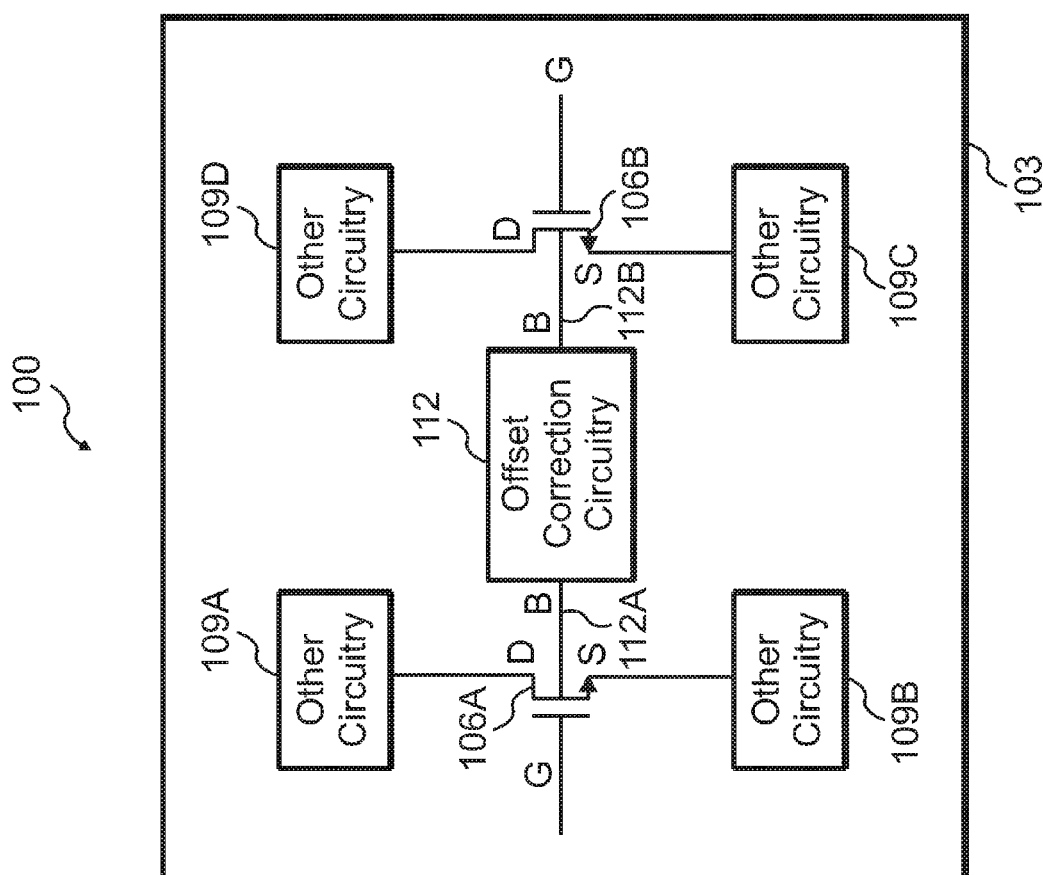 100
109A
109D
Other
Circuitry
Other
Circuitry
112
106A
D
D
G
B
Offset
Correction
Circuitry
B
G
S
S
112A
112B
106B
Other
Circuitry
Other
Circuitry
109B
109C
103